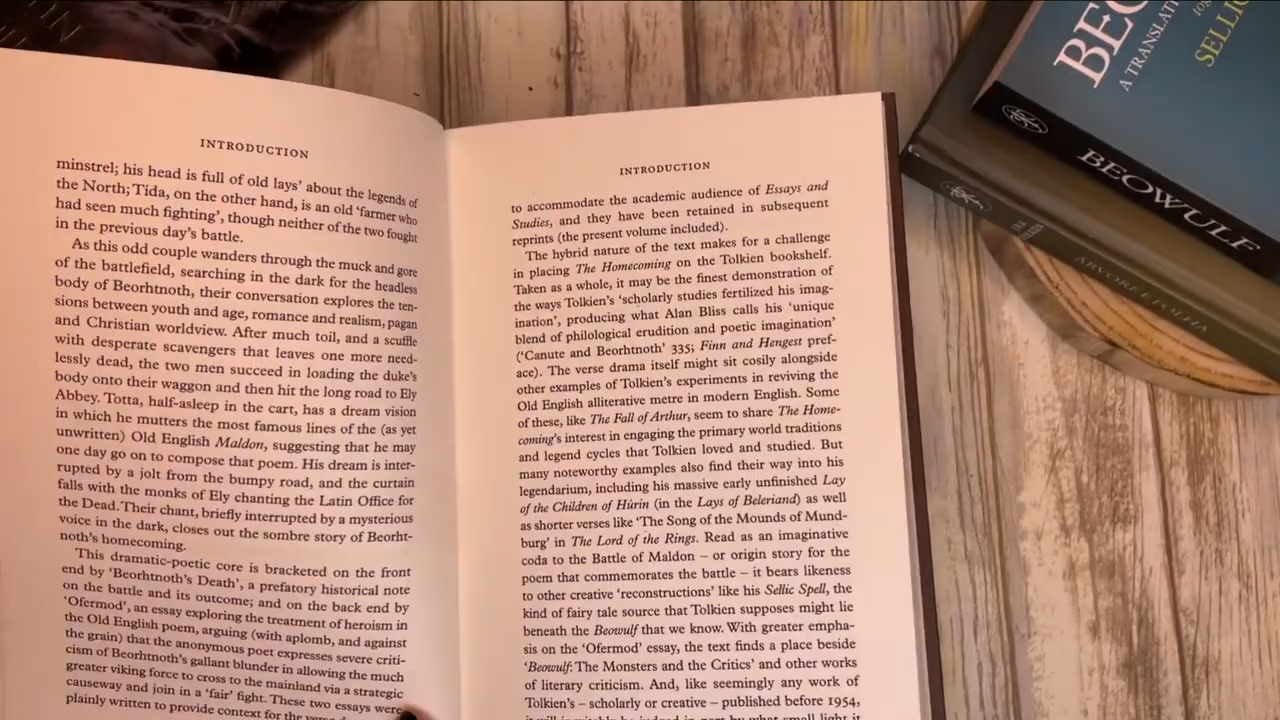 INTRODUCTION
minstrel; his head is full of old lays' about the legends of
the North; Tída, on the other hand, is an old 'farmer who
had seen much fighting', though neither of the two fought
in the previous day's battle.
As this odd couple wanders through the muck and gore
of the battlefield, searching in the dark for the headless
body of Beorhtnoth, their conversation explores the ten-
sions between youth and age, romance and realism, pagan
and Christian worldview. After much toil, and a scuffle
with desperate scavengers that leaves one more need-
lessly dead, the two men succeed in loading the duke's
body onto their waggon and then hit the long road to Ely
Abbey. Totta, half-asleep in the cart, has a dream vision
in which he mutters the most famous lines of the (as yet
unwritten) Old English Maldon, suggesting that he may
one day go on to compose that poem. His dream is inter-
rupted by a jolt from the bumpy road, and the curtain
falls with the monks of Ely chanting the Latin Office for
the Dead. Their chant, briefly interrupted by a mysterious
voice in the dark, closes out the sombre story of Beorht-
noth's homecoming.
This dramatic-poetic core is bracketed on the front
end by 'Beorhtnoth's Death', a prefatory historical note
on the battle and its outcome; and on the back end by
'Ofermod', an essay exploring the treatment of heroism in
the Old English poem, arguing (with aplomb, and against
the grain) that the anonymous poet expresses severe criti-
cism of Beorhtnoth's gallant blunder in allowing the much
greater viking force to cross to the mainland via a strategic
causeway and join in a 'fair' fight. These two essays were
plainly written to provide context for the verse
INTRODUCTION
to accommodate the academic audience of Essays and
Studies, and they have been retained in subsequent
reprints (the present volume included).
The hybrid nature of the text makes for a challenge
in placing The Homecoming on the Tolkien bookshelf.
Taken as a whole, it may be the finest demonstration of
the ways Tolkien's 'scholarly studies fertilized his imag-
ination', producing what Alan Bliss calls his 'unique
blend of philological erudition and poetic imagination'
('Canute and Beorhtnoth' 335; Finn and Hengest pref-
ace). The verse drama itself might sit cosily alongside
other examples of Tolkien's experiments in reviving the
Old English alliterative metre in modern English. Some
of these, like The Fall of Arthur, seem to share The Home-
coming's interest in engaging the primary world traditions
and legend cycles that Tolkien loved and studied. But
many noteworthy examples also find their way into his
legendarium, including his massive early unfinished Lay
of the Children of Húrin (in the Lays of Beleriand) as well
as shorter verses like 'The Song of the Mounds of Mund-
burg' in The Lord of the Rings. Read as an imaginative
coda to the Battle of Maldon – or origin story for the
poem that commemorates the battle – it bears likeness
to other creative 'reconstructions' like his Sellic Spell, the
kind of fairy tale source that Tolkien supposes might lie
beneath the Beowulf that we know. With greater empha-
sis on the 'Ofermod' essay, the text finds a place beside
'Beowulf: The Monsters and the Critics' and other works
of literary criticism. And, like seemingly any work of
Tolkien's – scholarly or creative – published before 1954,
it will inevitably be judged in part by what small light it
BEO
A TRANSLATI
SELLIC
BEOWULF
ÁRVORE E FOLHA